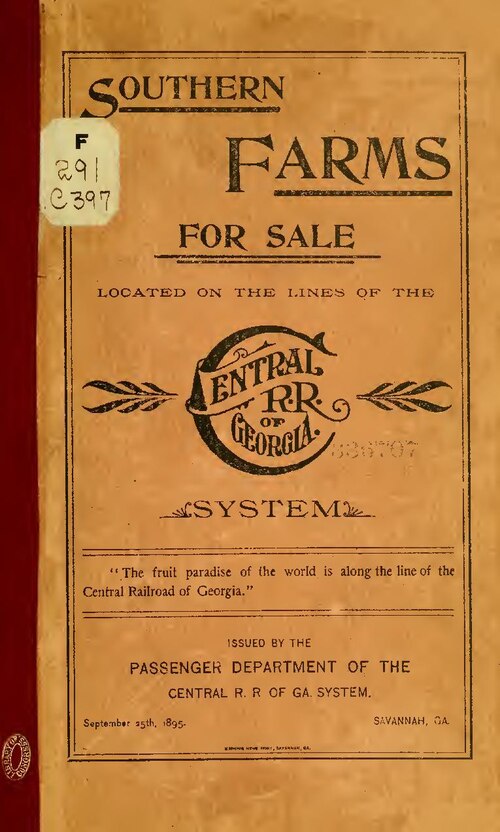 SOUTHERN
FARMS
F
291
.C397
FOR SALE
LOCATED ON THE LINES OF THE
CENTRAL
R.R.
OF
GEORGIA.
SYSTEM
"The fruit paradise of the world is along the line of the
Central Railroad of Georgia."
ISSUED BY THE
PASSENGER DEPARTMENT OF THE
CENTRAL R. R OF GA. SYSTEM.
September 25th, 1895.
SAVANNAH, GA.